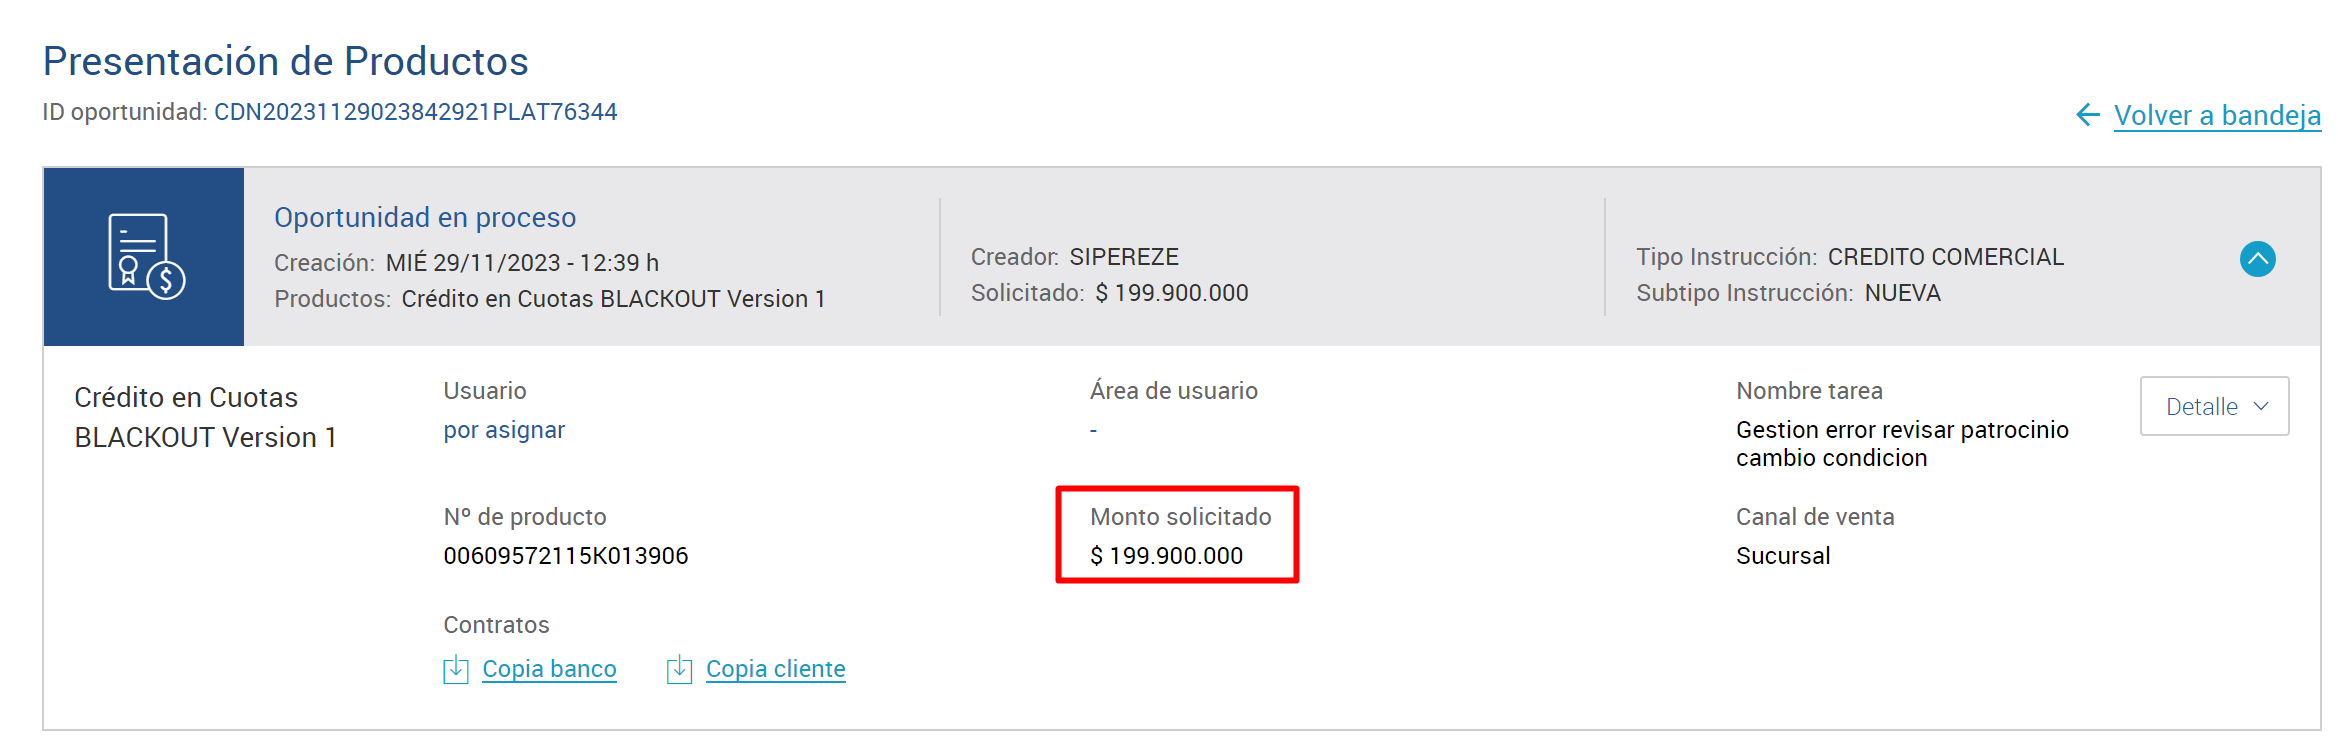 Presentación de Productos
ID oportunidad: CDN20231129023842921PLAT76344
Volver a bandeja
Oportunidad en proceso
Creación: MIÉ 29/11/2023 - 12:39 h
Productos: Crédito en Cuotas BLACKOUT Version 1
Creador: SIPEREZE
Solicitado: $ 199.900.000
Tipo Instrucción: CREDITO COMERCIAL
Subtipo Instrucción: NUEVA
Crédito en Cuotas
BLACKOUT Version 1
Usuario
por asignar
Área de usuario
-
Nombre tarea
Gestion error revisar patrocinio
cambio condicion
Detalle
Nº de producto
00609572115K013906
Monto solicitado
$ 199.900.000
Canal de venta
Sucursal
Contratos
Copia banco
Copia cliente